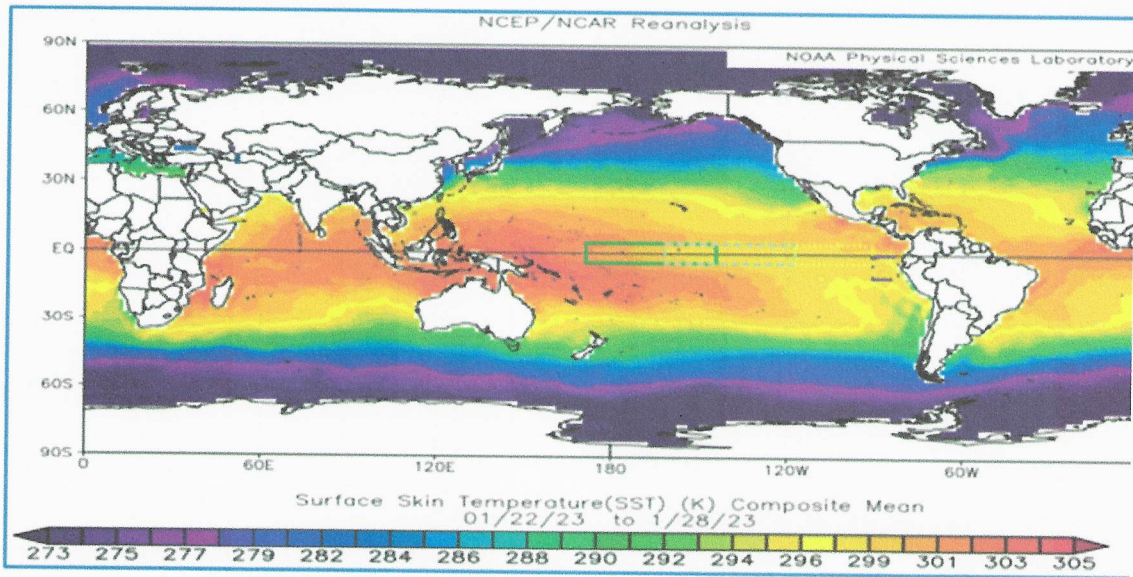 NCEP/NCAR Reanalysis
NOAA Physical Sciences Laboratory
90N
60N
30N
EQ
30S
60S
90S
0 60E 120E 180 120W 60W
Surface Skin Temperature(SST) (K) Composite Mean
01/22/23 to 1/28/23
273 275 277 279 282 284 286 288 290 292 294 296 299 301 303 305